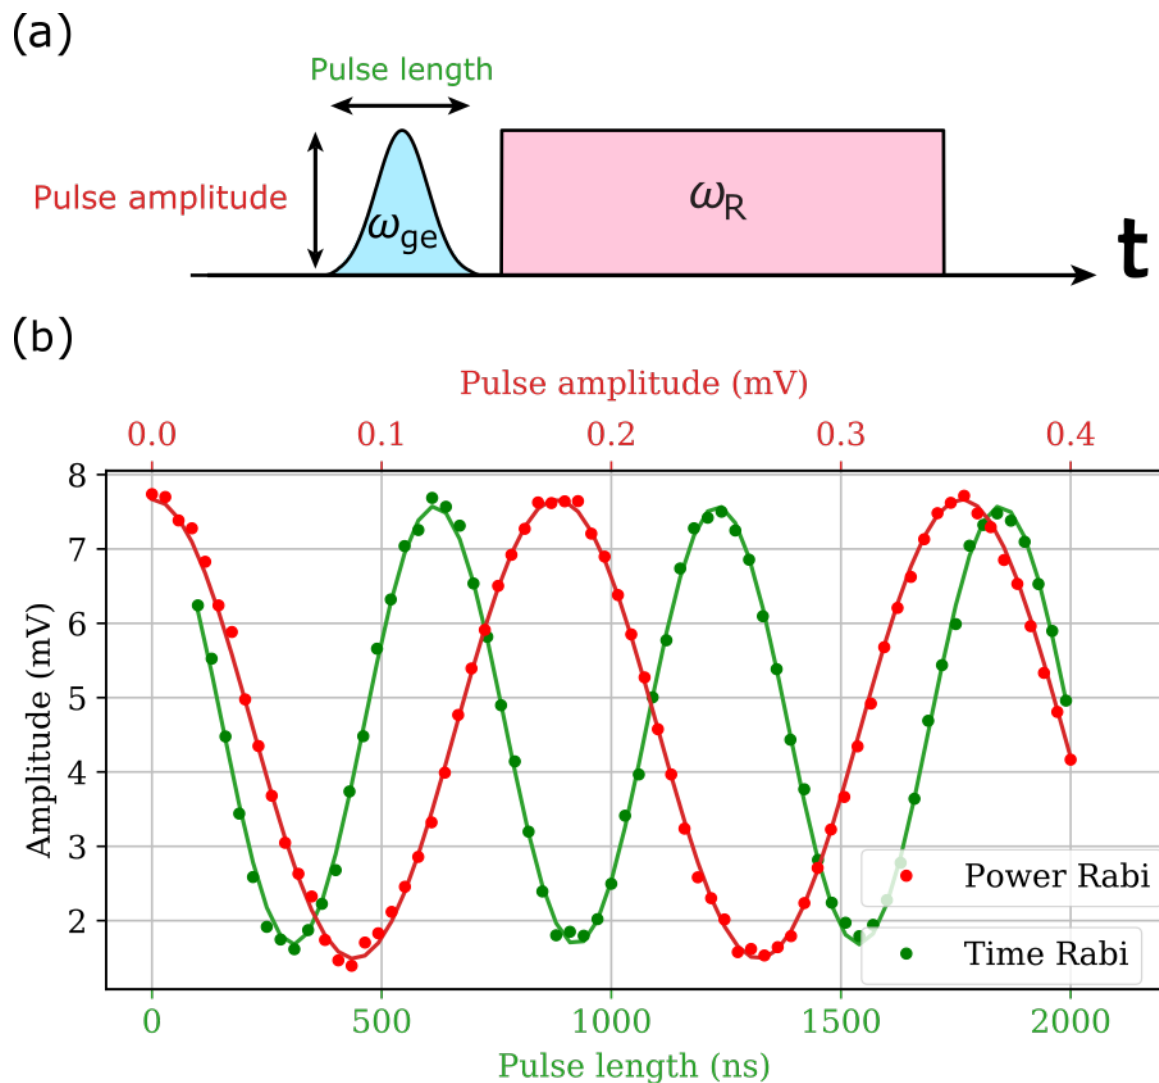 (a)
Pulse length
Pulse amplitude
ω_ge
ω_R
t
(b)
Pulse amplitude (mV)
0.0 0.1 0.2 0.3 0.4
8
7
6
5
4
3
2
Amplitude (mV)
Power Rabi
Time Rabi
0 500 1000 1500 2000
Pulse length (ns)